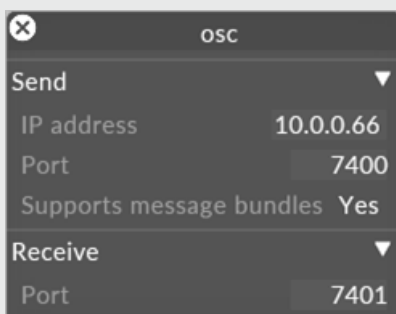 osc
Send
IP address 10.0.0.66
Port 7400
Supports message bundles Yes
Receive
Port 7401